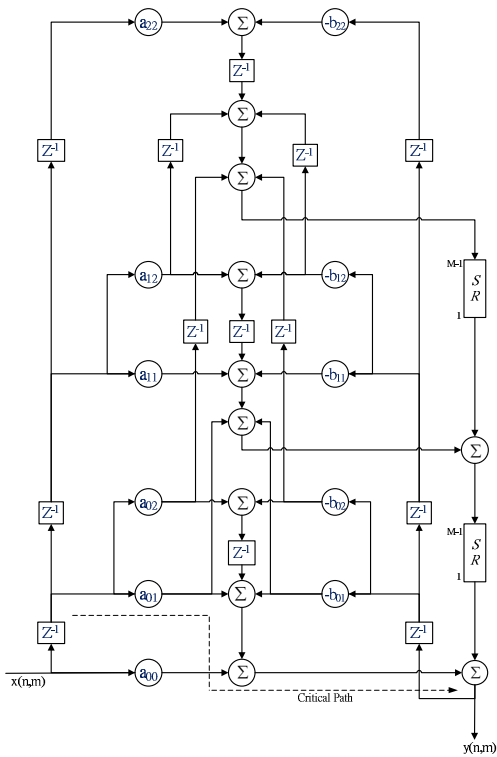 a22 Σ -b22
Z-1
Σ
Z-1 Z-1 Z-1 Z-1
Σ
M-1
a12 Σ -b12 S R
1
Z-1 Z-1 Z-1
a11 Σ -b11
Σ
Σ
a02 Σ -b02
Z-1 Z-1
M-1
Z-1 S R
1
a01 Σ -b01
Z-1 Z-1
a00 Σ Σ
x(n,m)
Critical Path
y(n,m)